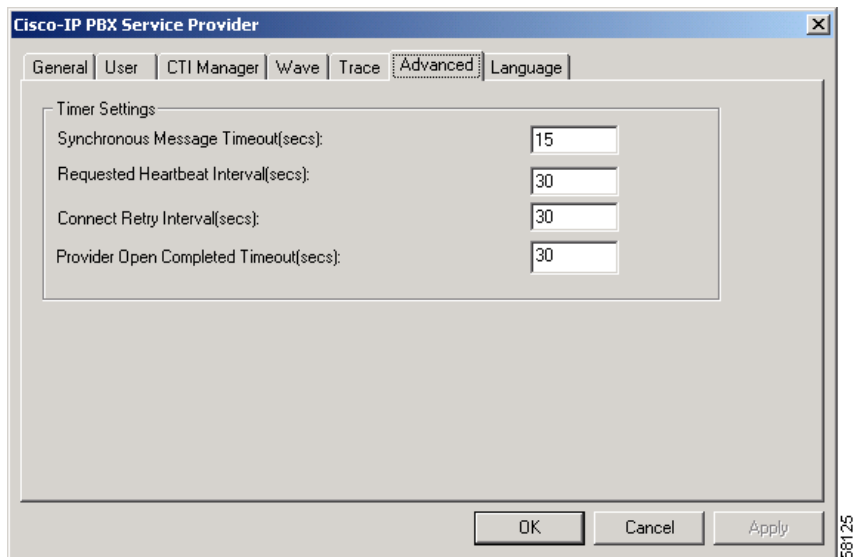 Cisco-IP PBX Service Provider
General User CTI Manager Wave Trace Advanced Language
Timer Settings
Synchronous Message Timeout(secs): 15
Requested Heartbeat Interval(secs): 30
Connect Retry Interval(secs): 30
Provider Open Completed Timeout(secs): 30
OK Cancel Apply